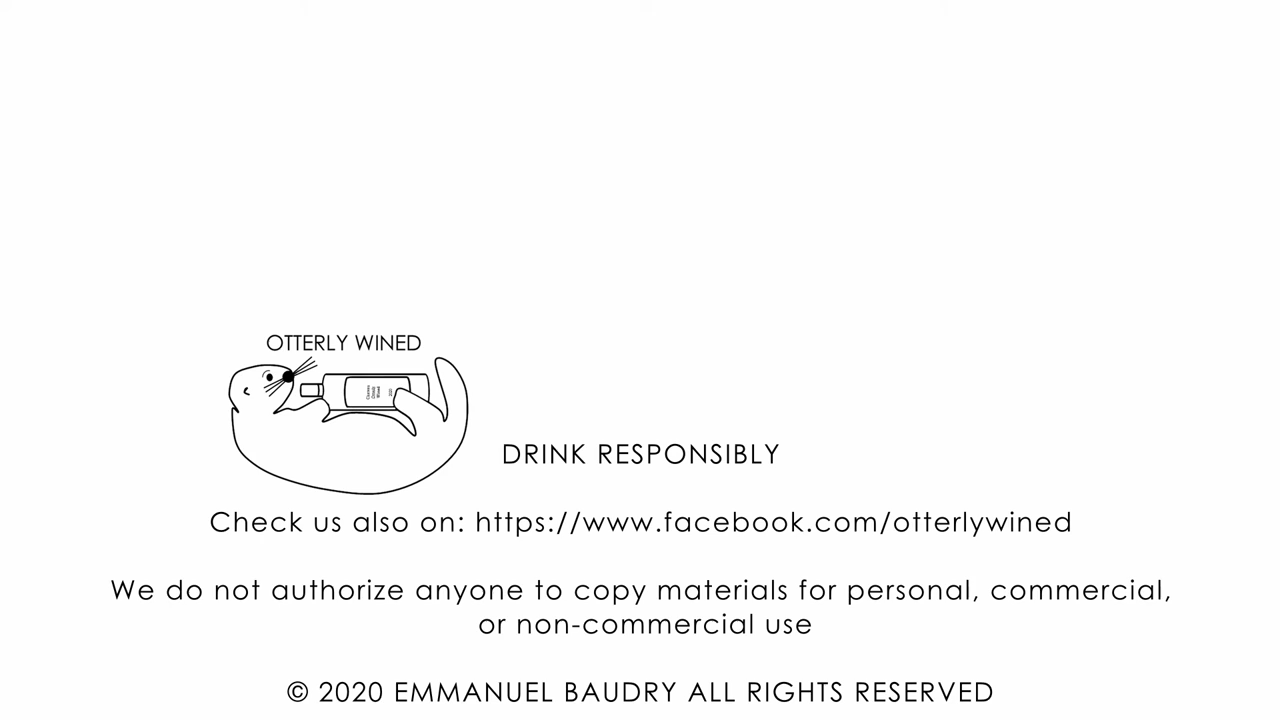 OTTERLY WINED
DRINK RESPONSIBLY
Check us also on: https://www.facebook.com/otterlywined
We do not authorize anyone to copy materials for personal, commercial,
or non-commercial use
© 2020 EMMANUEL BAUDRY ALL RIGHTS RESERVED